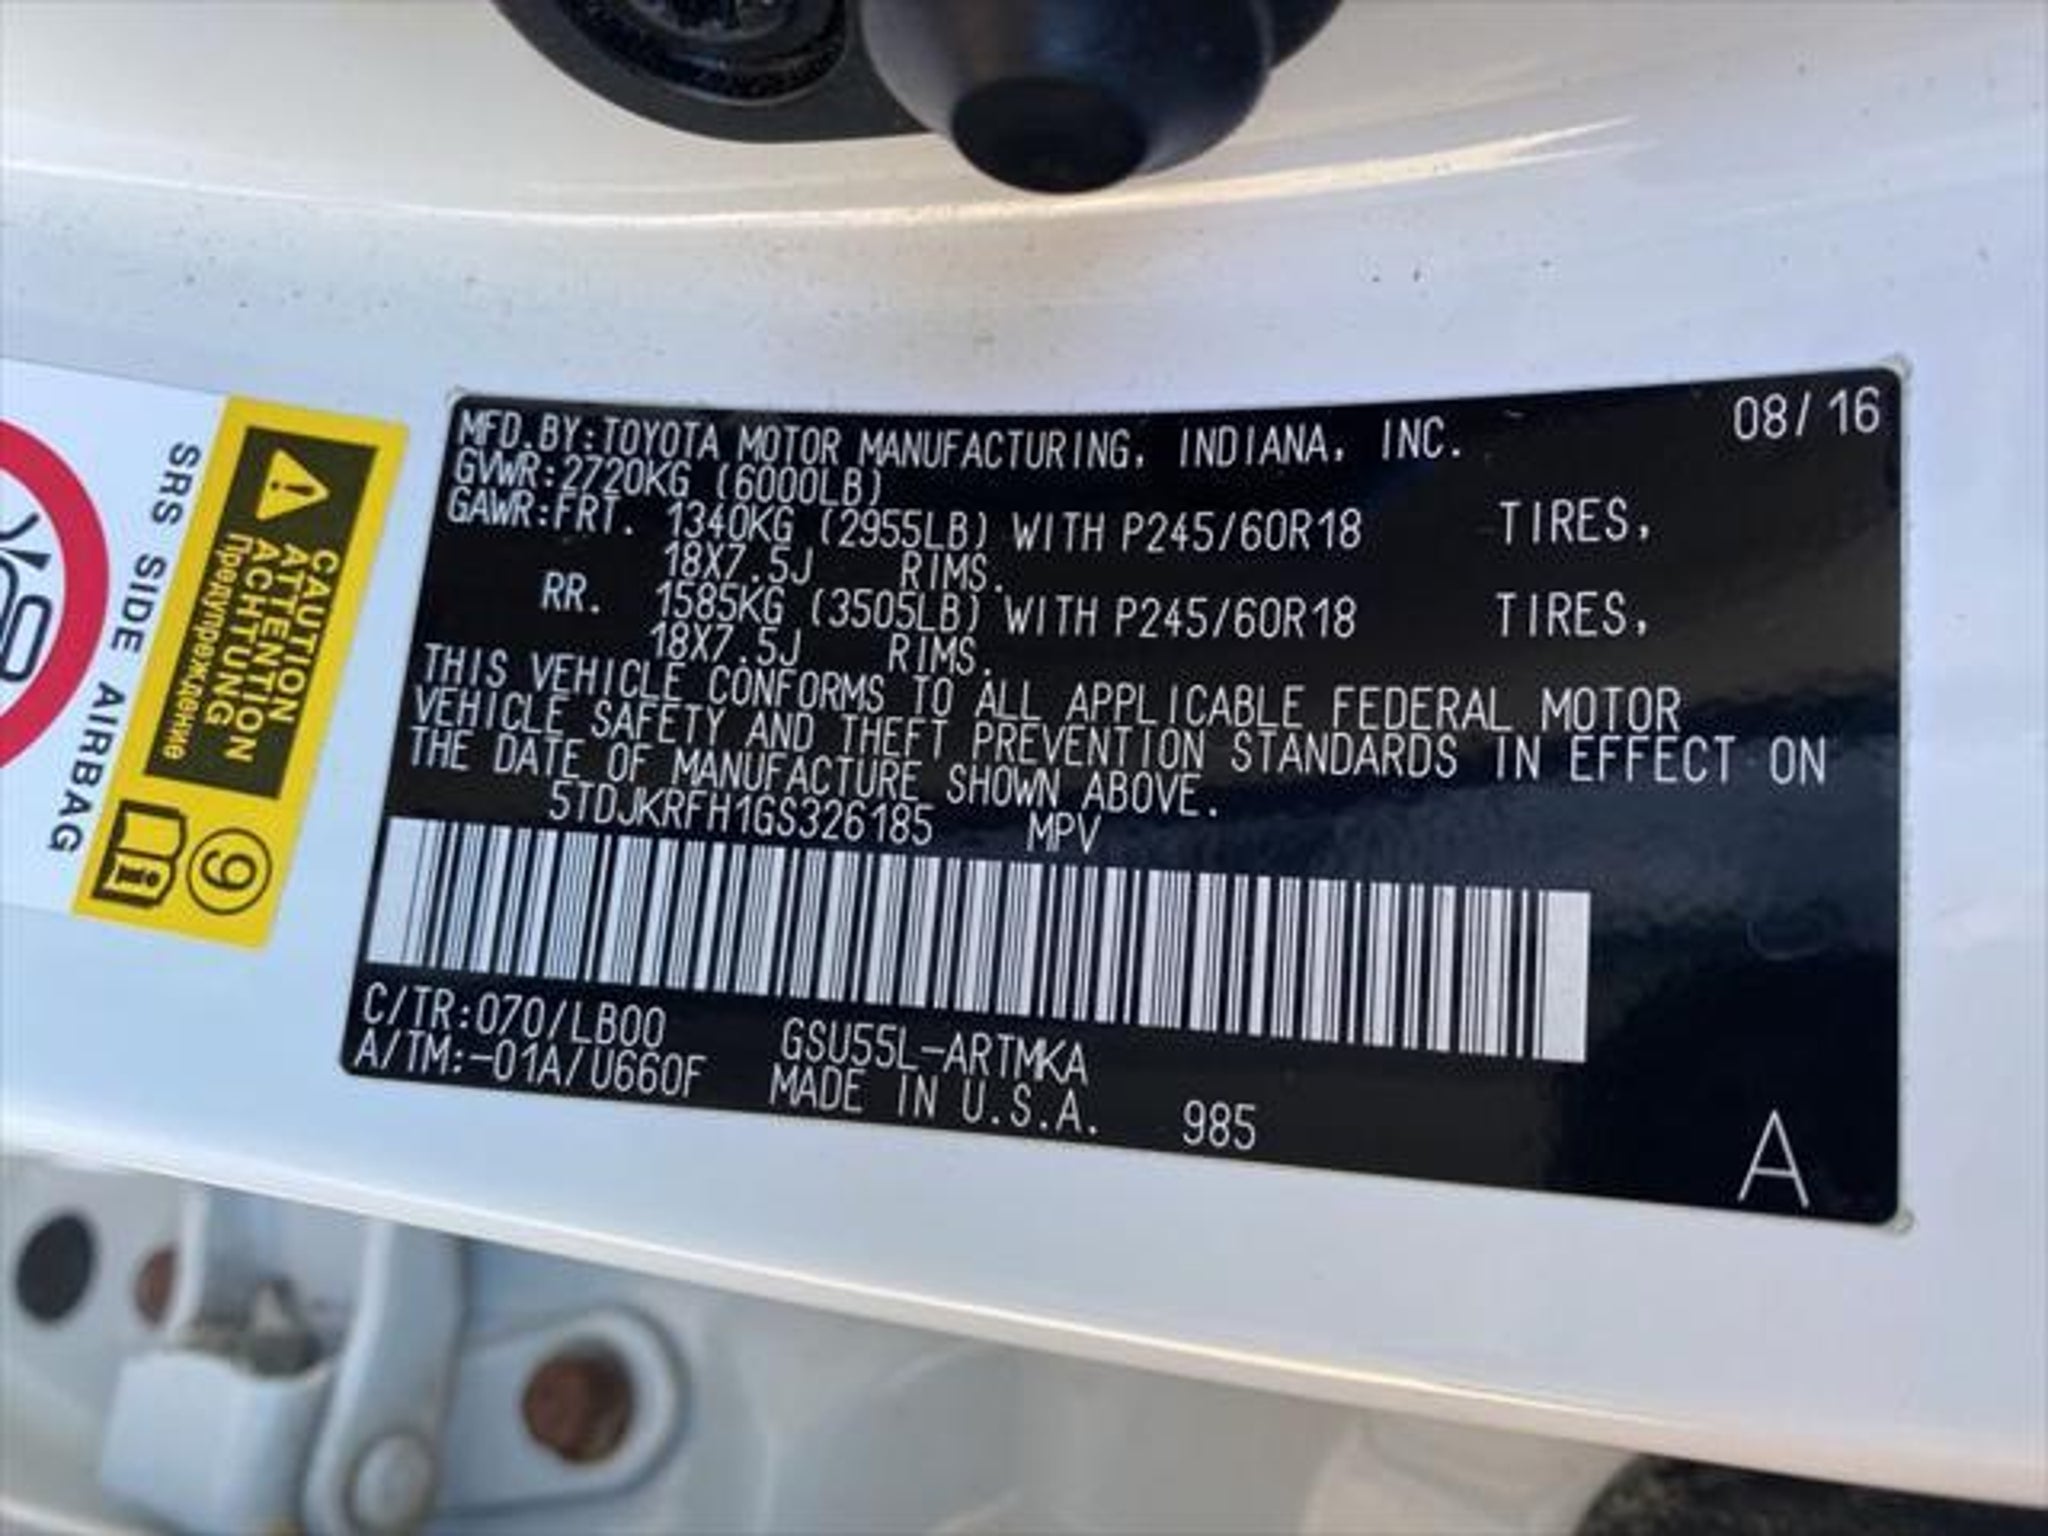 MFD.BY:TOYOTA MOTOR MANUFACTURING, INDIANA, INC. 08/16
GVWR:2720KG (6000LB)
GAWR:FRT. 1340KG (2955LB) WITH P245/60R18 TIRES,
18X7.5J RIMS.
RR. 1585KG (3505LB) WITH P245/60R18 TIRES,
18X7.5J RIMS.
THIS VEHICLE CONFORMS TO ALL APPLICABLE FEDERAL MOTOR
VEHICLE SAFETY AND THEFT PREVENTION STANDARDS IN EFFECT ON
THE DATE OF MANUFACTURE SHOWN ABOVE.
5TDJKRFH1GS326185 MPV
C/TR:070/LB00 GSU55L-ARTMKA
A/TM:-01A/U660F MADE IN U.S.A. 985
A
CAUTION
ATTENTION
ACHTUNG
Предупреждение
9
i
SRS SIDE AIRBAG